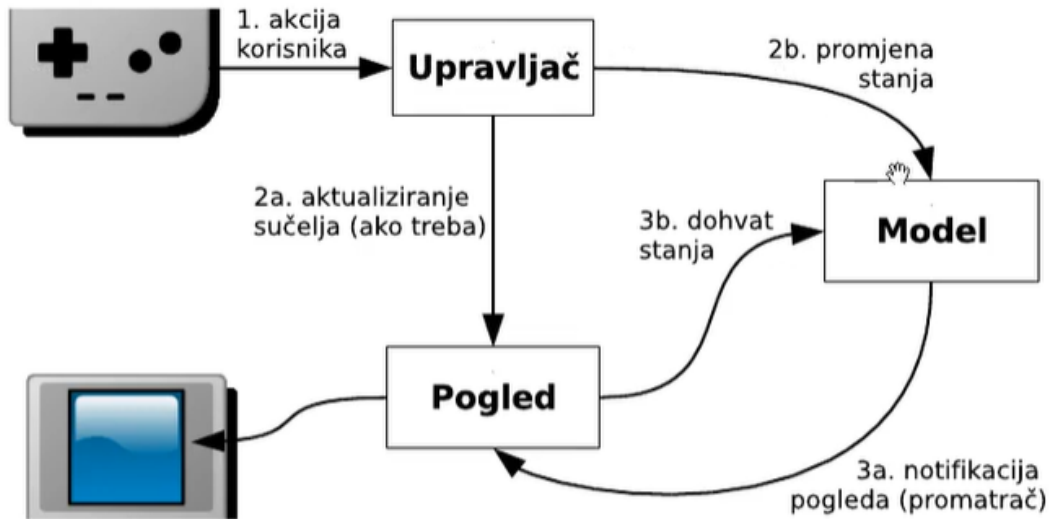 1. akcija
korisnika
Upravljač
2b. promjena
stanja
2a. aktualiziranje
sučelja (ako treba)
3b. dohvat
stanja
Model
Pogled
3a. notifikacija
pogleda (promatrač)